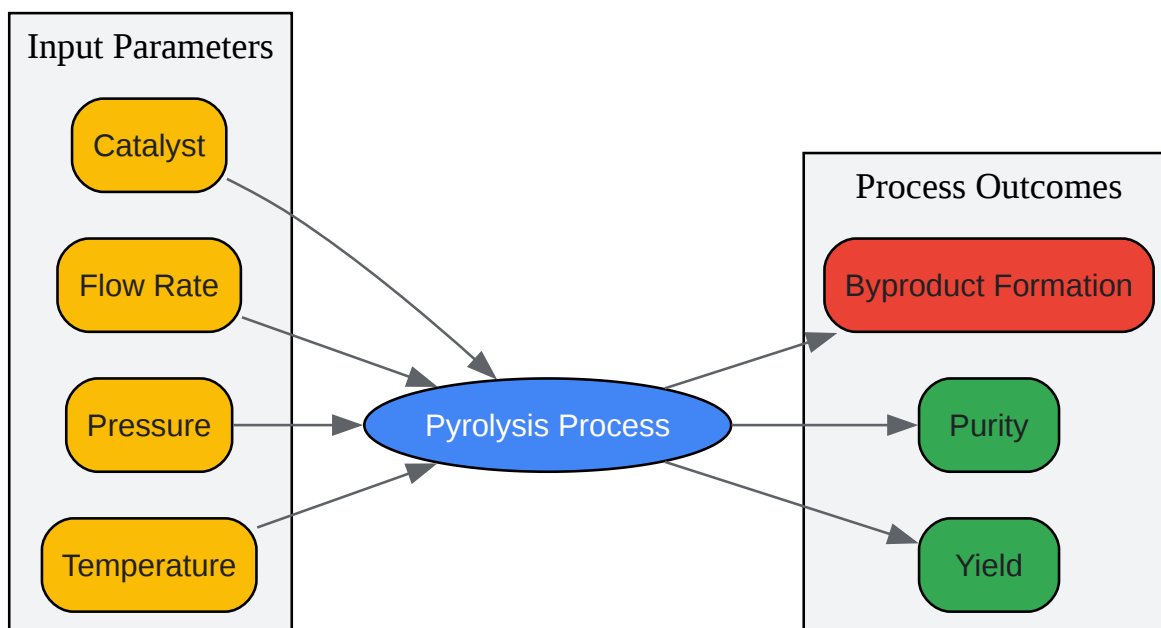 Input Parameters
Catalyst
Flow Rate
Pressure
Temperature
Pyrolysis Process
Process Outcomes
Byproduct Formation
Purity
Yield